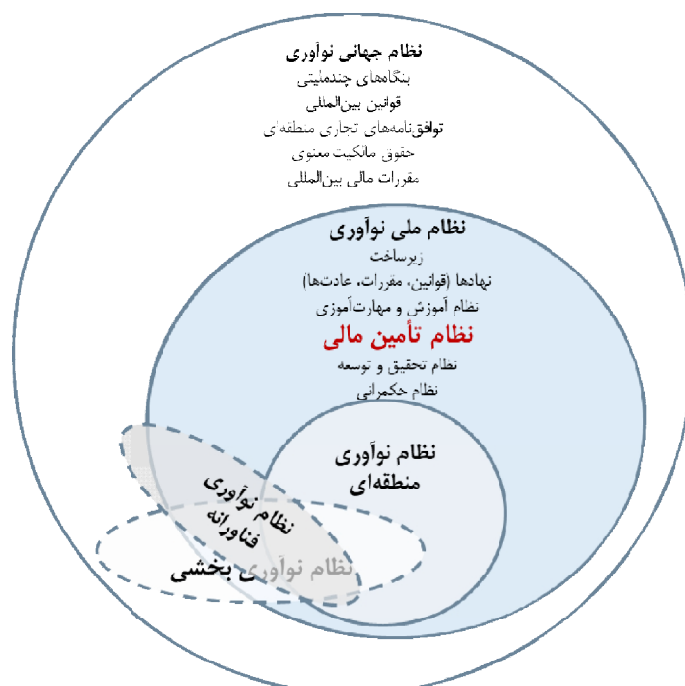 نظام جهانی نوآوری
بنگاه‌های چندملیتی
قوانین بین‌المللی
توافق‌نامه‌های تجاری منطقه‌ای
حقوق مالکیت معنوی
مقررات مالی بین‌المللی
نظام ملی نوآوری
زیرساخت
نهادها (قوانین، مقررات، عادت‌ها)
نظام آموزش و مهارت‌آموزی
نظام تأمین مالی
نظام تحقیق و توسعه
نظام حکمرانی
نظام نوآوری
منطقه‌ای
نظام نوآوری
فناورانه
نظام نوآوری بخشی